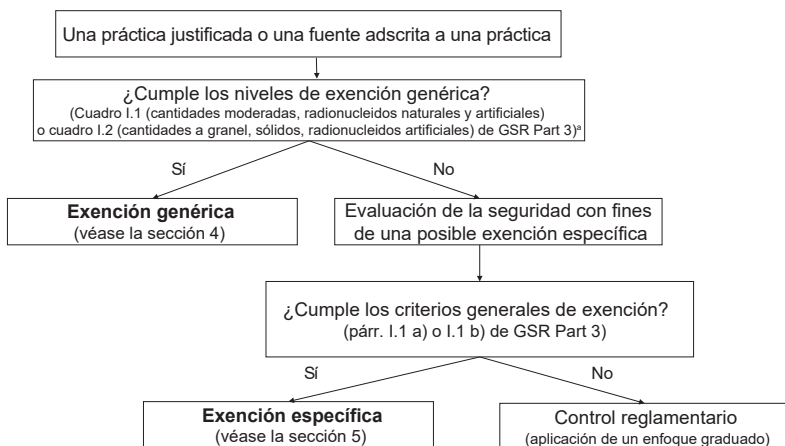 Una práctica justificada o una fuente adscrita a una práctica
¿Cumple los niveles de exención genérica?
(Cuadro I.1 (cantidades moderadas, radionucleidos naturales y artificiales)
o cuadro I.2 (cantidades a granel, sólidos, radionucleidos artificiales) de GSR Part 3)ª
Sí
No
Exención genérica
(véase la sección 4)
Evaluación de la seguridad con fines
de una posible exención específica
¿Cumple los criterios generales de exención?
(párr. I.1 a) o I.1 b) de GSR Part 3)
Sí
No
Exención específica
(véase la sección 5)
Control reglamentario
(aplicación de un enfoque graduado)